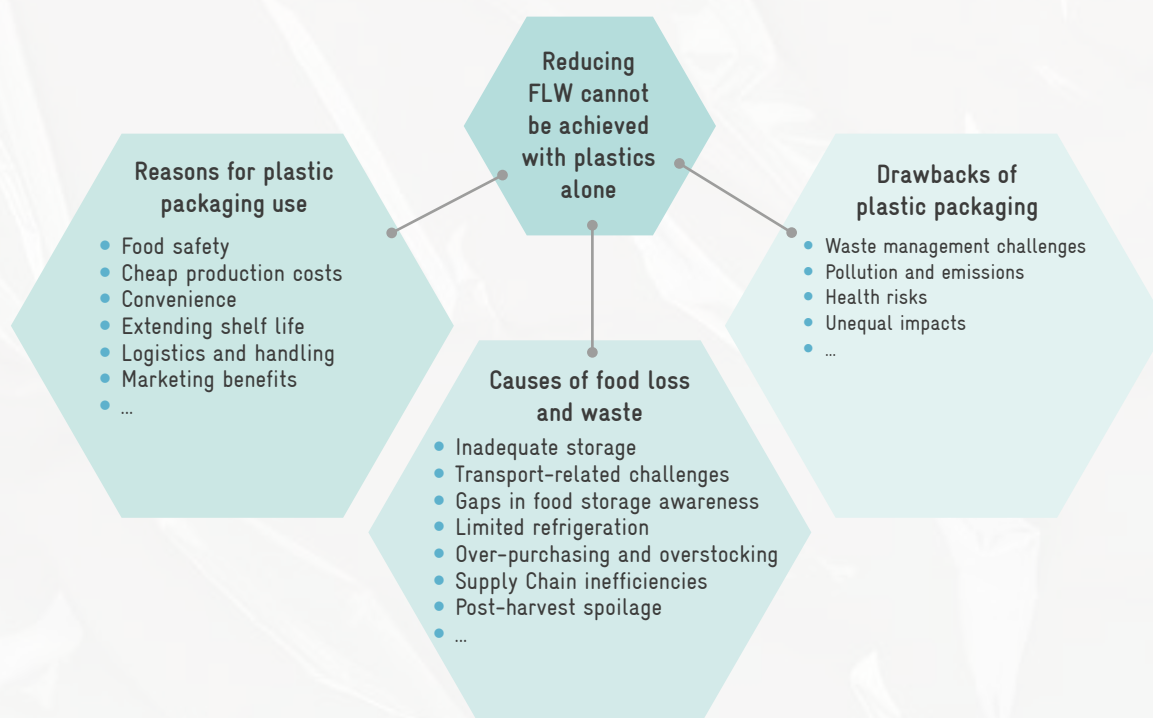 Reducing
FLW cannot
be achieved
with plastics
alone
Reasons for plastic
packaging use
• Food safety
• Cheap production costs
• Convenience
• Extending shelf life
• Logistics and handling
• Marketing benefits
• ...
Causes of food loss
and waste
• Inadequate storage
• Transport-related challenges
• Gaps in food storage awareness
• Limited refrigeration
• Over-purchasing and overstocking
• Supply Chain inefficiencies
• Post-harvest spoilage
• ...
Drawbacks of
plastic packaging
• Waste management challenges
• Pollution and emissions
• Health risks
• Unequal impacts
• ...